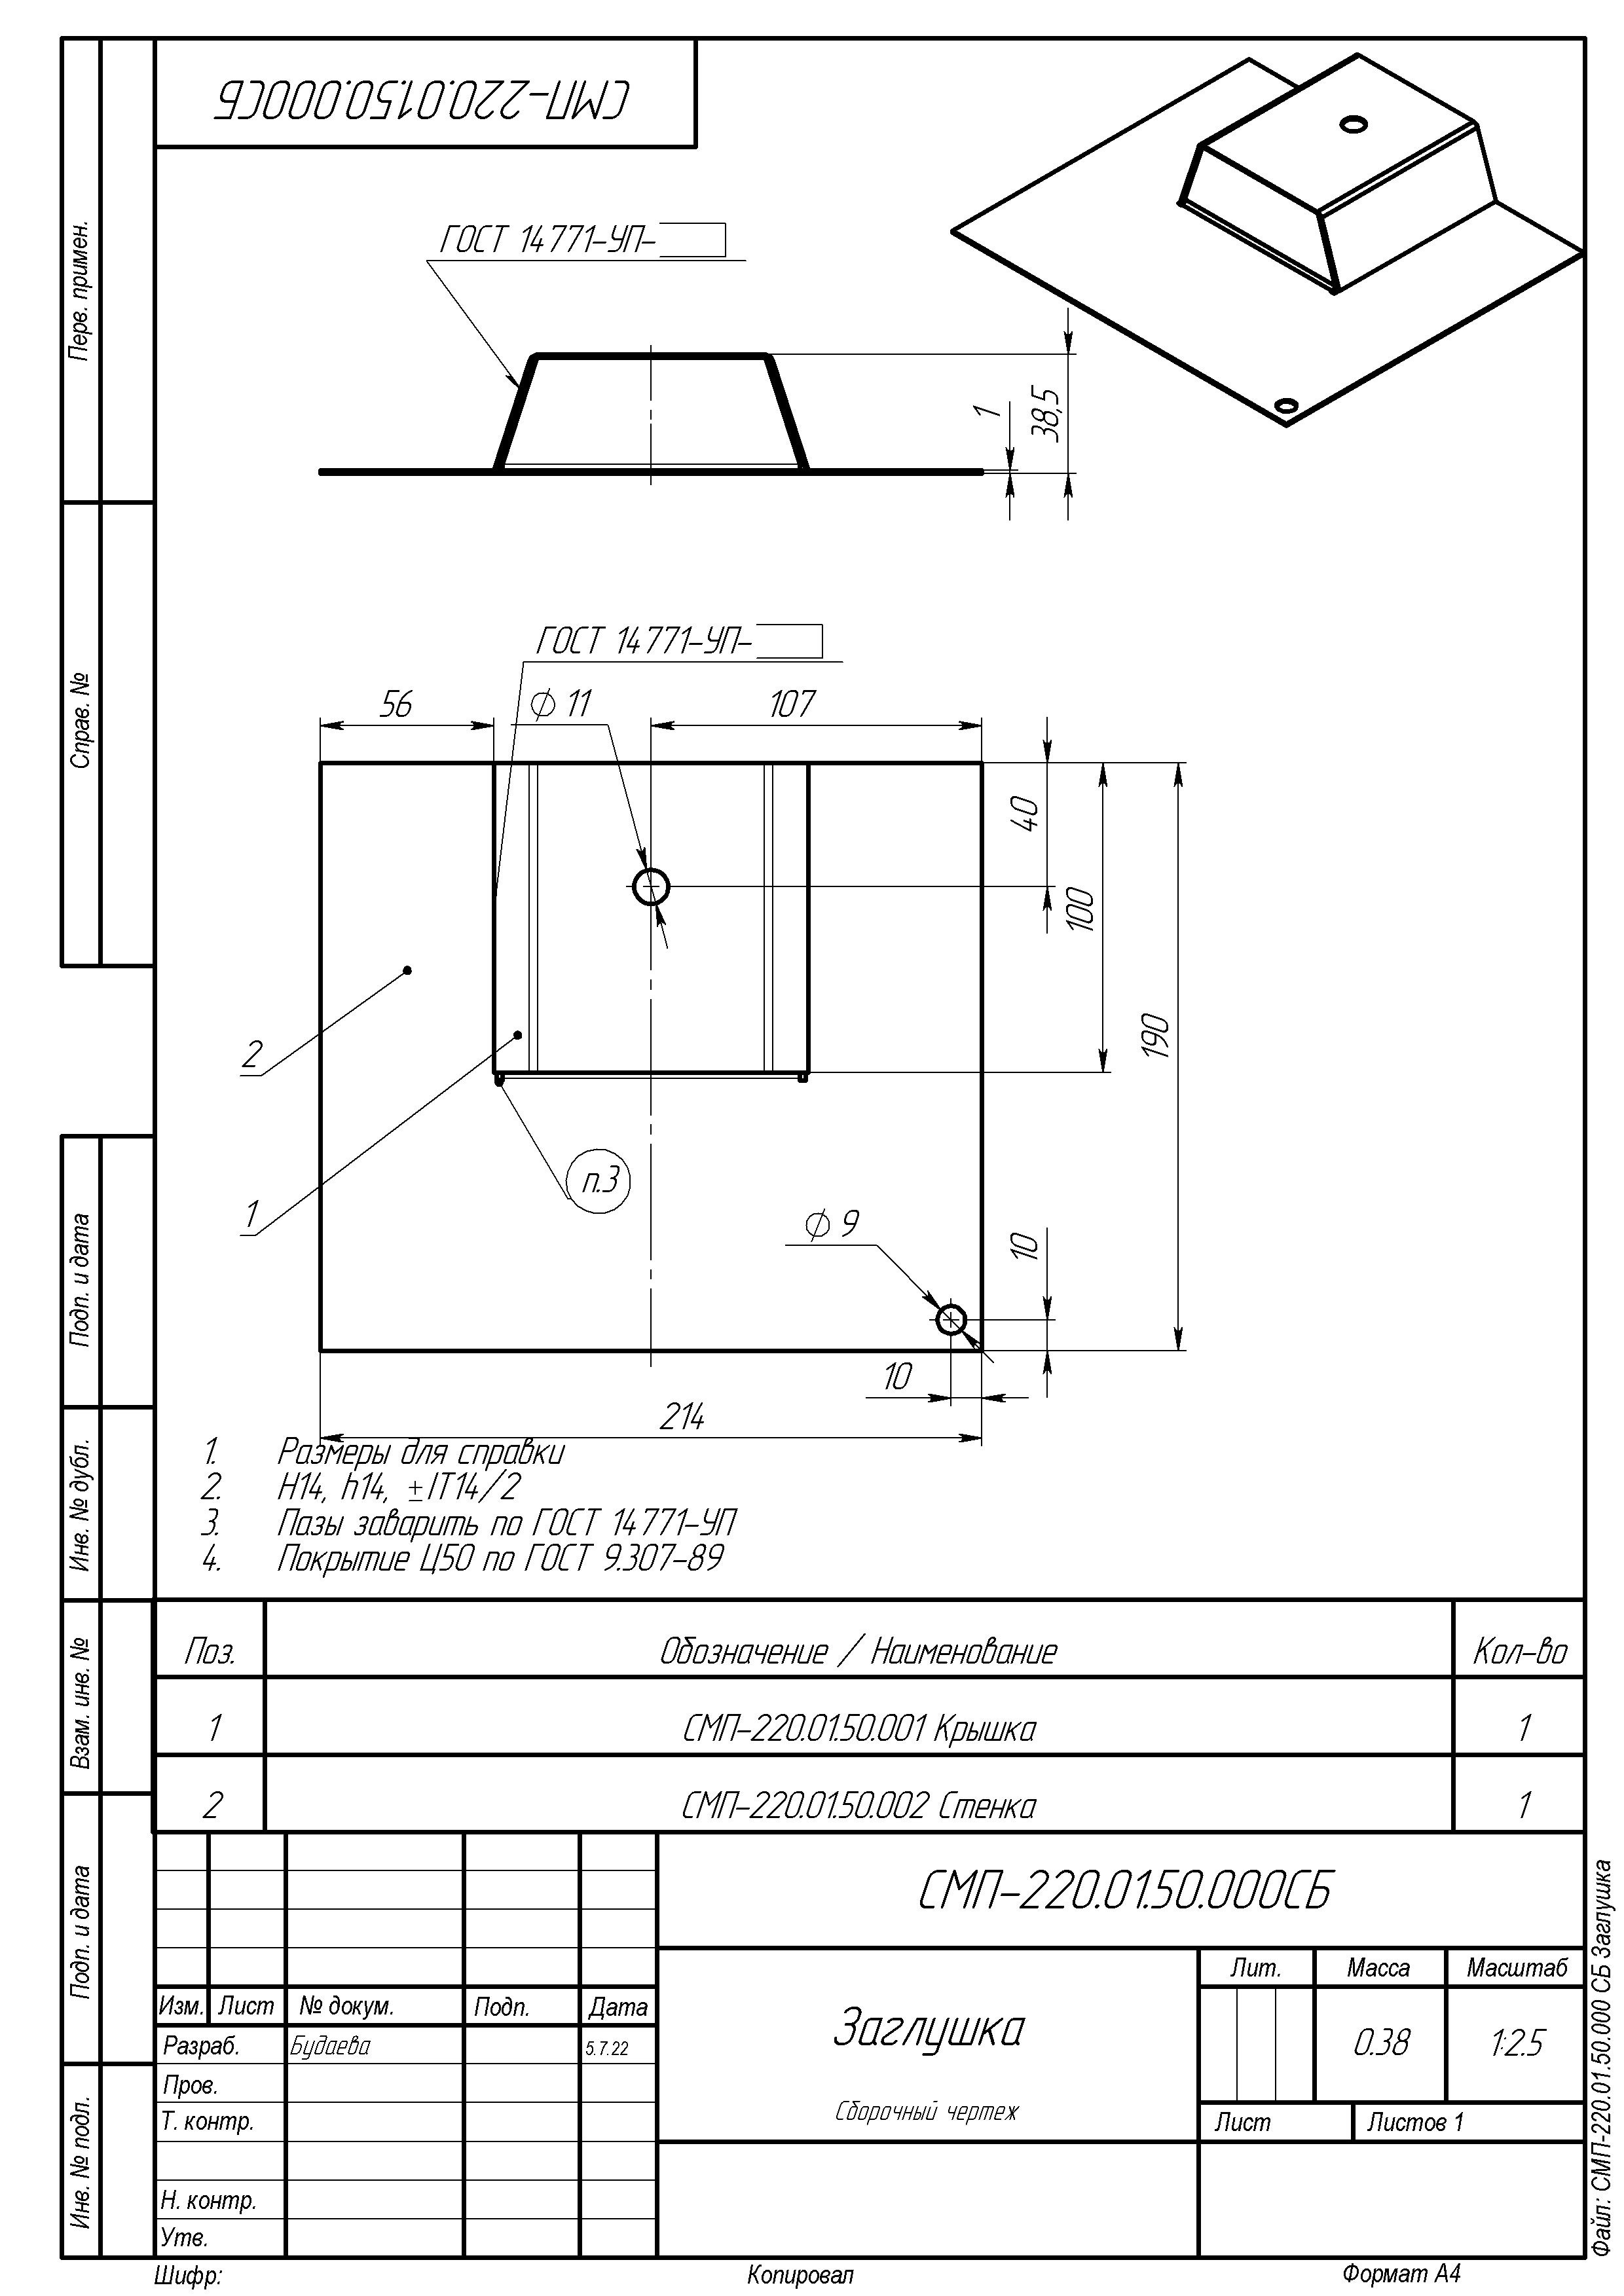 СМП-220.01.50.000СБ
Перв. примен.
Справ. №
ГОСТ 14771-УП-
1
38,5
ГОСТ 14771-УП-
56
⌀ 11
107
40
100
190
2
1
п.3
⌀ 9
10
10
214
1. Размеры для справки
2. H14, h14, ±IT14/2
3. Пазы заварить по ГОСТ 14771-УП
4. Покрытие Ц50 по ГОСТ 9.307-89
Подп. и дата
Инв. № дубл.
Взам. инв. №
Подп. и дата
Инв. № подл.
Поз. Обозначение / Наименование Кол-во
1 СМП-220.01.50.001 Крышка 1
2 СМП-220.01.50.002 Стенка 1
СМП-220.01.50.000СБ
Лит. Масса Масштаб
Изм. Лист № докум. Подп. Дата
Разраб. Будаева 5.7.22
Заглушка
0.38 1:2.5
Пров.
Т. контр.
Сборочный чертеж
Лист Листов 1
Н. контр.
Утв.
Шифр: Копировал Формат А4
Файл: СМП-220.01.50.000 СБ Заглушка